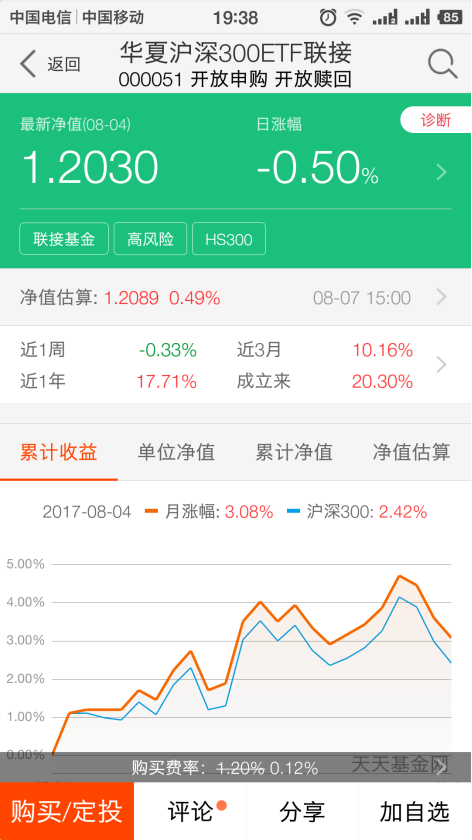 中国电信 中国移动 19:38 85
返回 华夏沪深300ETF联接
000051 开放申购 开放赎回
最新净值(08-04) 日涨幅 诊断
1.2030 -0.50%
联接基金 高风险 HS300
净值估算: 1.2089 0.49% 08-07 15:00
近1周 -0.33% 近3月 10.16%
近1年 17.71% 成立来 20.30%
累计收益 单位净值 累计净值 净值估算
2017-08-04 月涨幅: 3.08% 沪深300: 2.42%
5.00%
4.00%
3.00%
2.00%
1.00%
0.00%
购买费率: 1.20% 0.12% 天天基金网
购买/定投 评论 分享 加自选